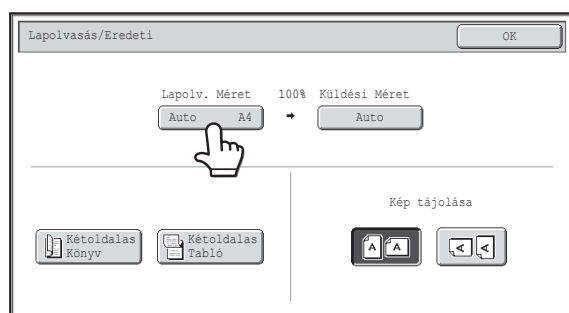 Lapolvasás/Eredeti
OK
Lapolv. Méret 100% Küldési Méret
Auto A4 → Auto
Kép tájolása
Kétoldalas Könyv
Kétoldalas Tabló
A A A A